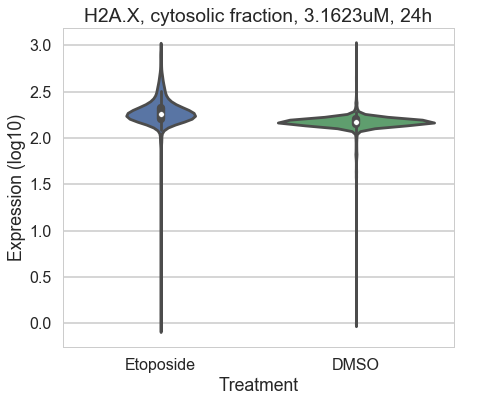 H2A.X, cytosolic fraction, 3.1623uM, 24h
3.0
2.5
2.0
1.5
1.0
0.5
0.0
Expression (log10)
Etoposide
DMSO
Treatment